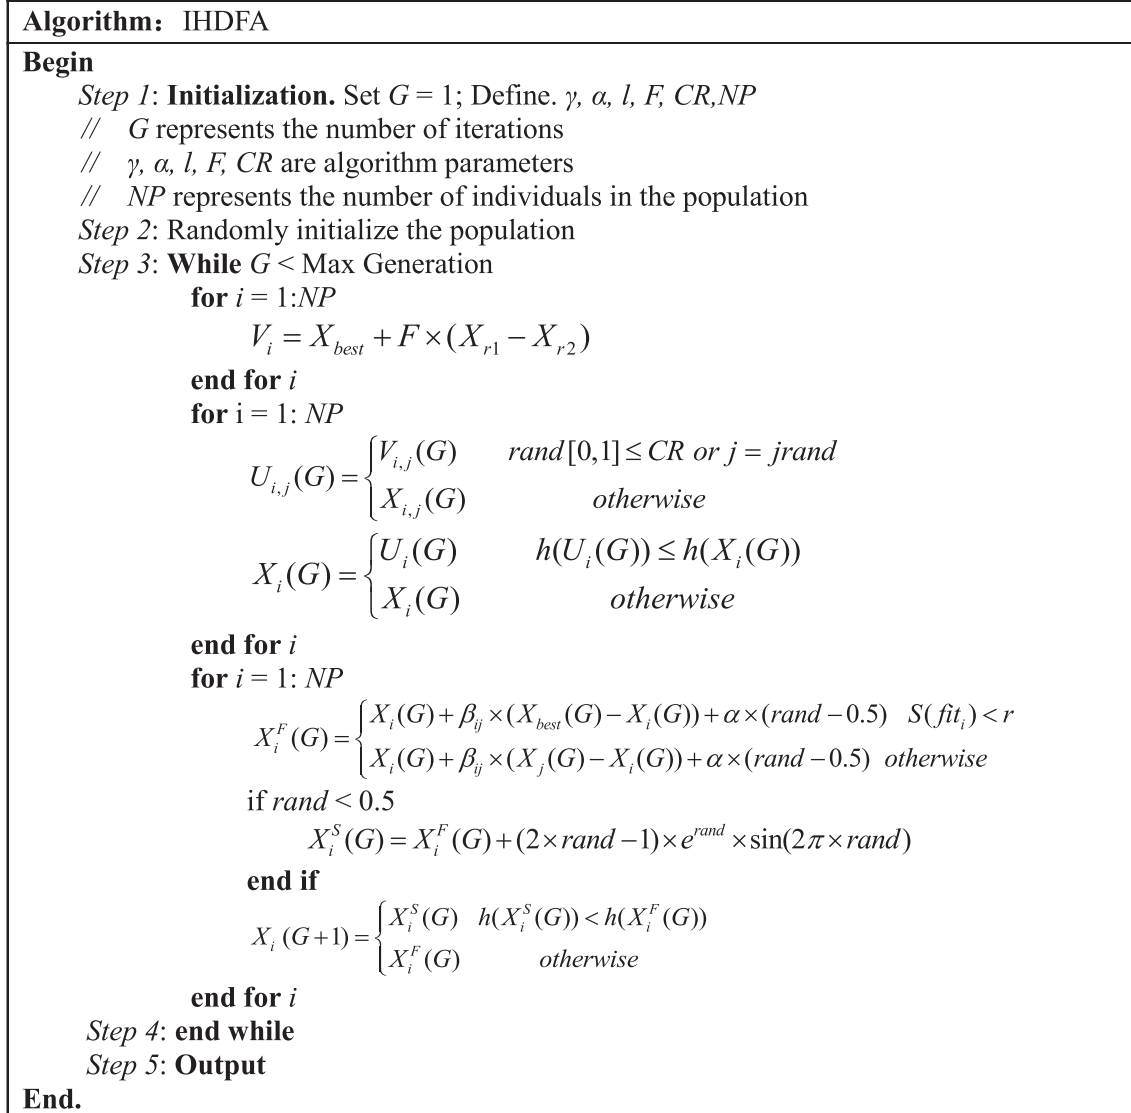 Algorithm: IHDFA
Begin
Step 1: Initialization. Set G = 1; Define. γ, α, l, F, CR,NP
// G represents the number of iterations
// γ, α, l, F, CR are algorithm parameters
// NP represents the number of individuals in the population
Step 2: Randomly initialize the population
Step 3: While G < Max Generation
for i = 1:NP
V_i = X_best + F × (X_r1 − X_r2)
end for i
for i = 1: NP
U_i,j(G) = { V_i,j(G) rand[0,1] ≤ CR or j = jrand
X_i,j(G) otherwise
X_i(G) = { U_i(G) h(U_i(G)) ≤ h(X_i(G))
X_i(G) otherwise
end for i
for i = 1: NP
X_i^F(G) = { X_i(G) + β_ij × (X_best(G) − X_i(G)) + α × (rand − 0.5) S(fit_i) < r
X_i(G) + β_ij × (X_j(G) − X_i(G)) + α × (rand − 0.5) otherwise
if rand < 0.5
X_i^S(G) = X_i^F(G) + (2 × rand − 1) × e^rand × sin(2π × rand)
end if
X_i (G+1) = { X_i^S(G) h(X_i^S(G)) < h(X_i^F(G))
X_i^F(G) otherwise
end for i
Step 4: end while
Step 5: Output
End.